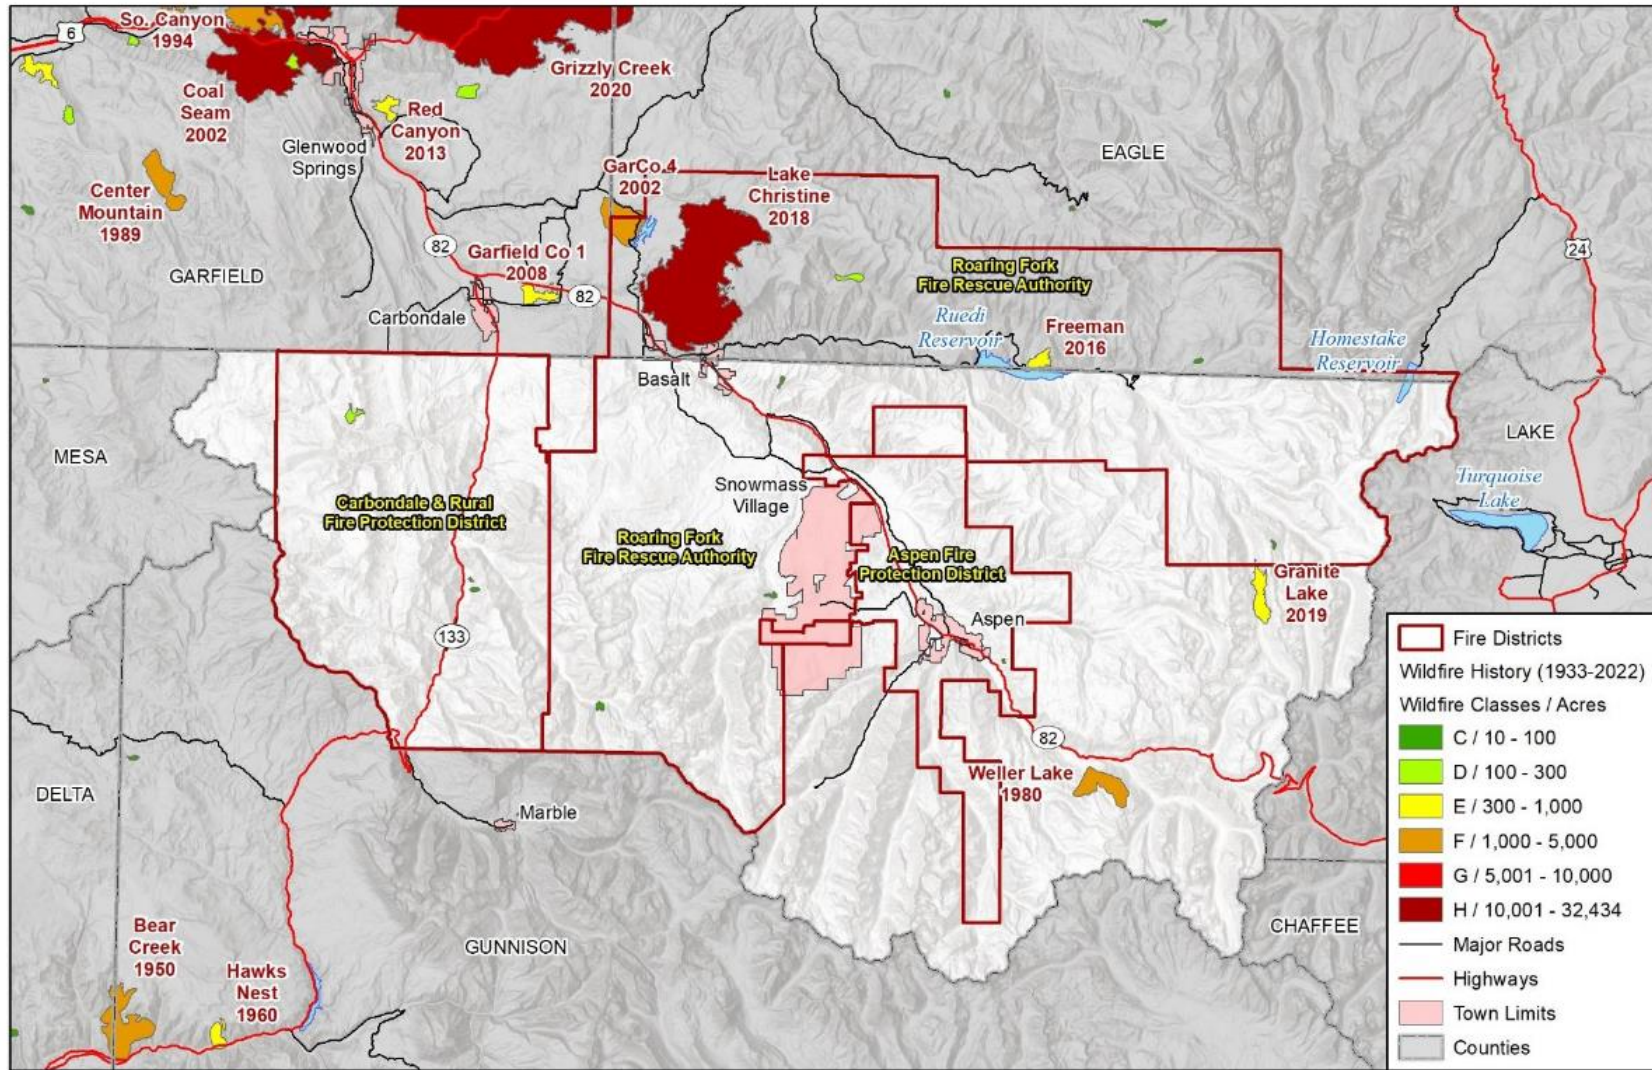 6
So. Canyon
1994
Coal
Seam
2002
Grizzly Creek
2020
Red
Canyon
2013
Glenwood
Springs
Center
Mountain
1989
GARFIELD
EAGLE
GarCo 4
2002
Lake
Christine
2018
82
Garfield Co 1
2008
82
Carbondale
Roaring Fork
Fire Rescue Authority
24
Ruedi
Reservoir
Freeman
2016
Homestake
Reservoir
Basalt
MESA
LAKE
Turquoise
Lake
Snowmass
Village
Carbondale & Rural
Fire Protection District
Roaring Fork
Fire Rescue Authority
Aspen Fire
Protection District
Granite
Lake
2019
Aspen
133
82
Weller Lake
1980
DELTA
Marble
Bear
Creek
1950
Hawks
Nest
1960
GUNNISON
CHAFFEE
Fire Districts
Wildfire History (1933-2022)
Wildfire Classes / Acres
C / 10 - 100
D / 100 - 300
E / 300 - 1,000
F / 1,000 - 5,000
G / 5,001 - 10,000
H / 10,001 - 32,434
Major Roads
Highways
Town Limits
Counties